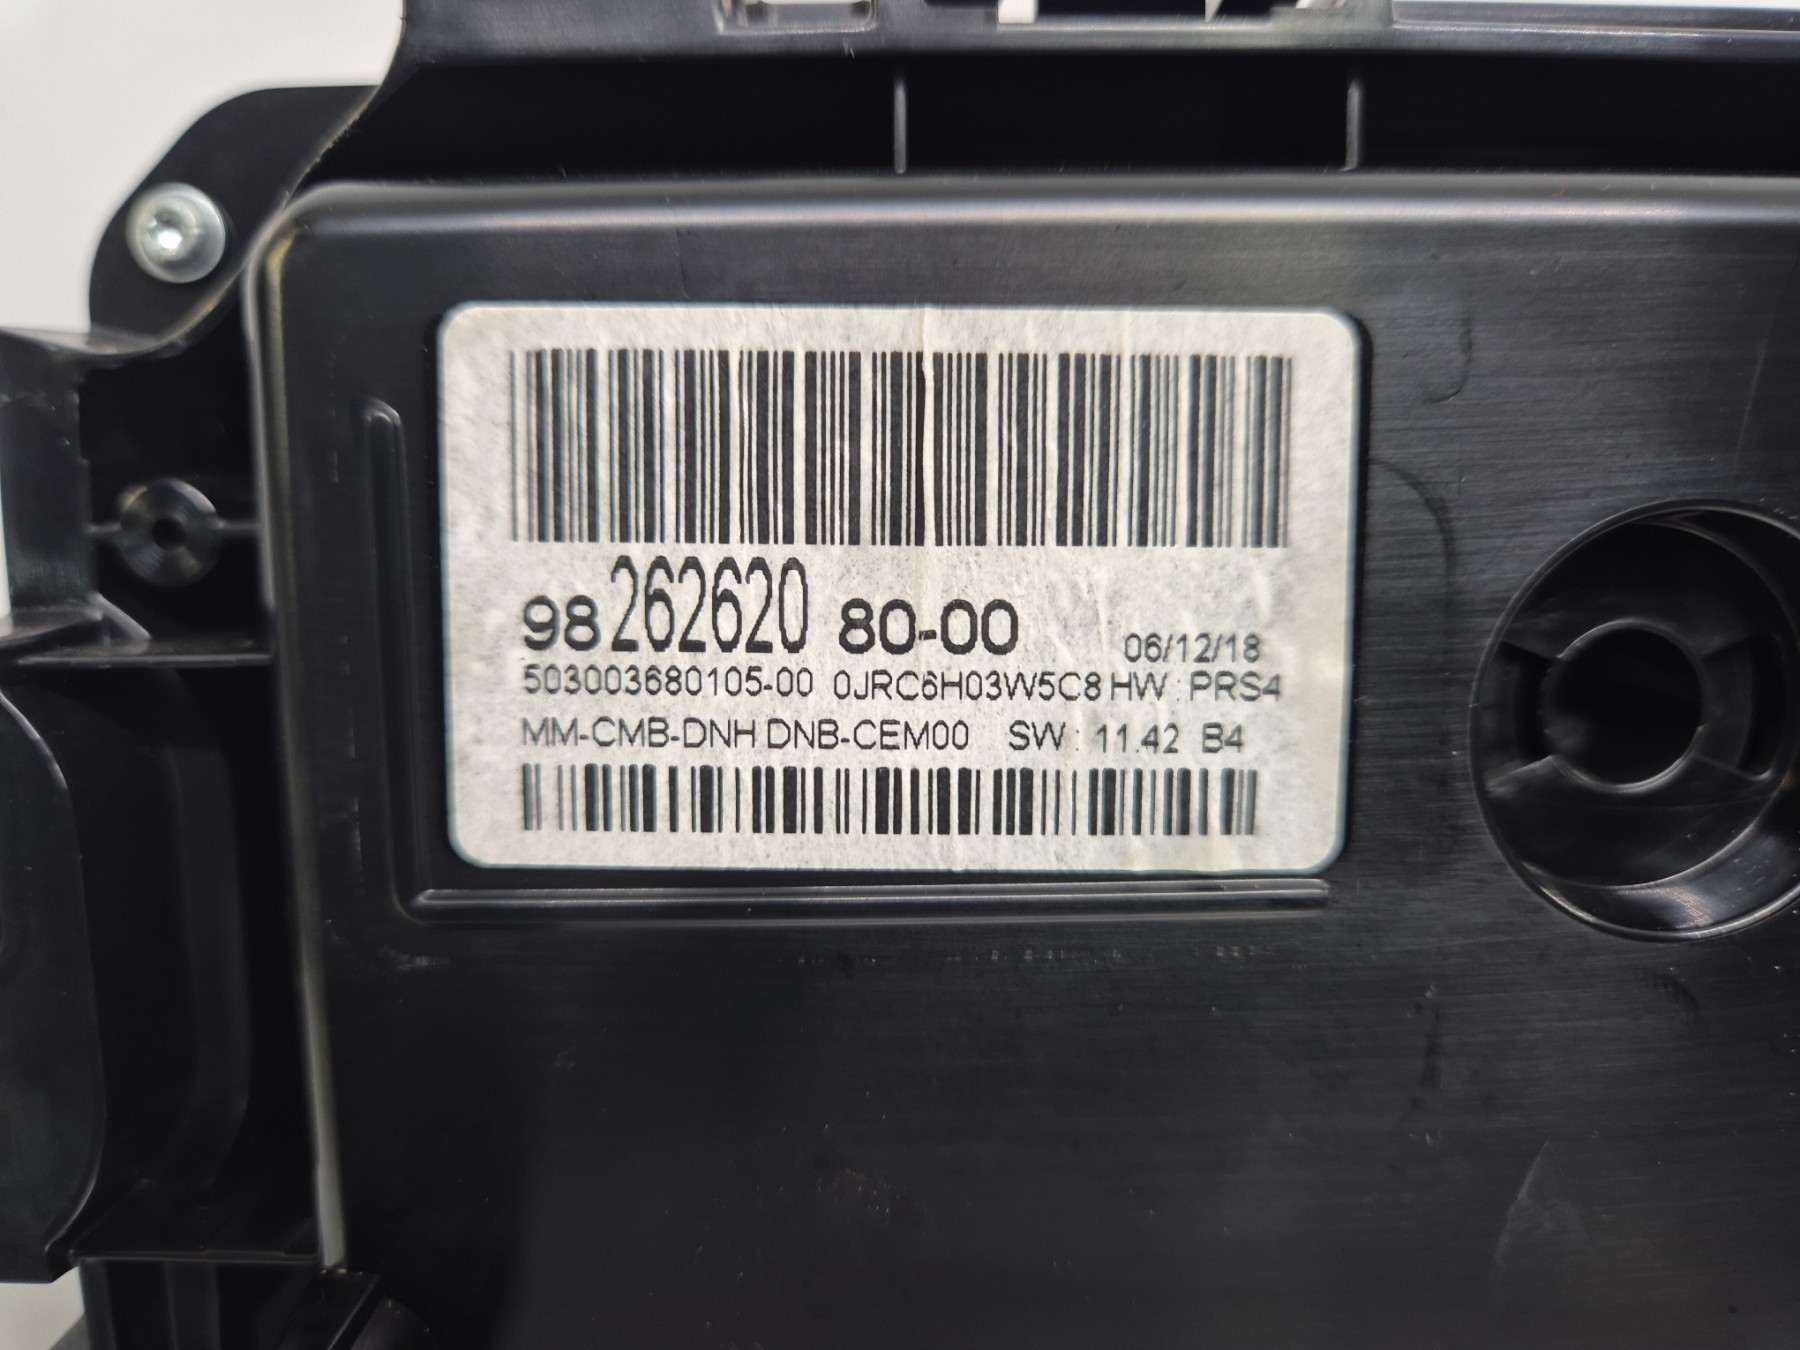 98 262620 80-00 06/12/18
503003680105-00 0JRC6H03W5C8 HW : PRS4
MM-CMB-DNH DNB-CEM00 SW : 11.42 B4